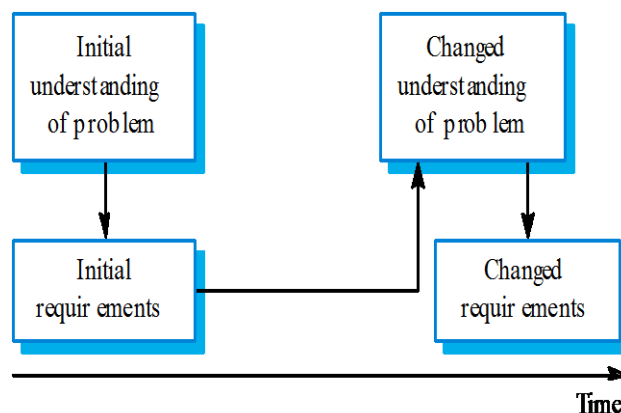 Initial
understanding
of problem
Changed
understanding
of problem
Initial
requirements
Changed
requirements
Time